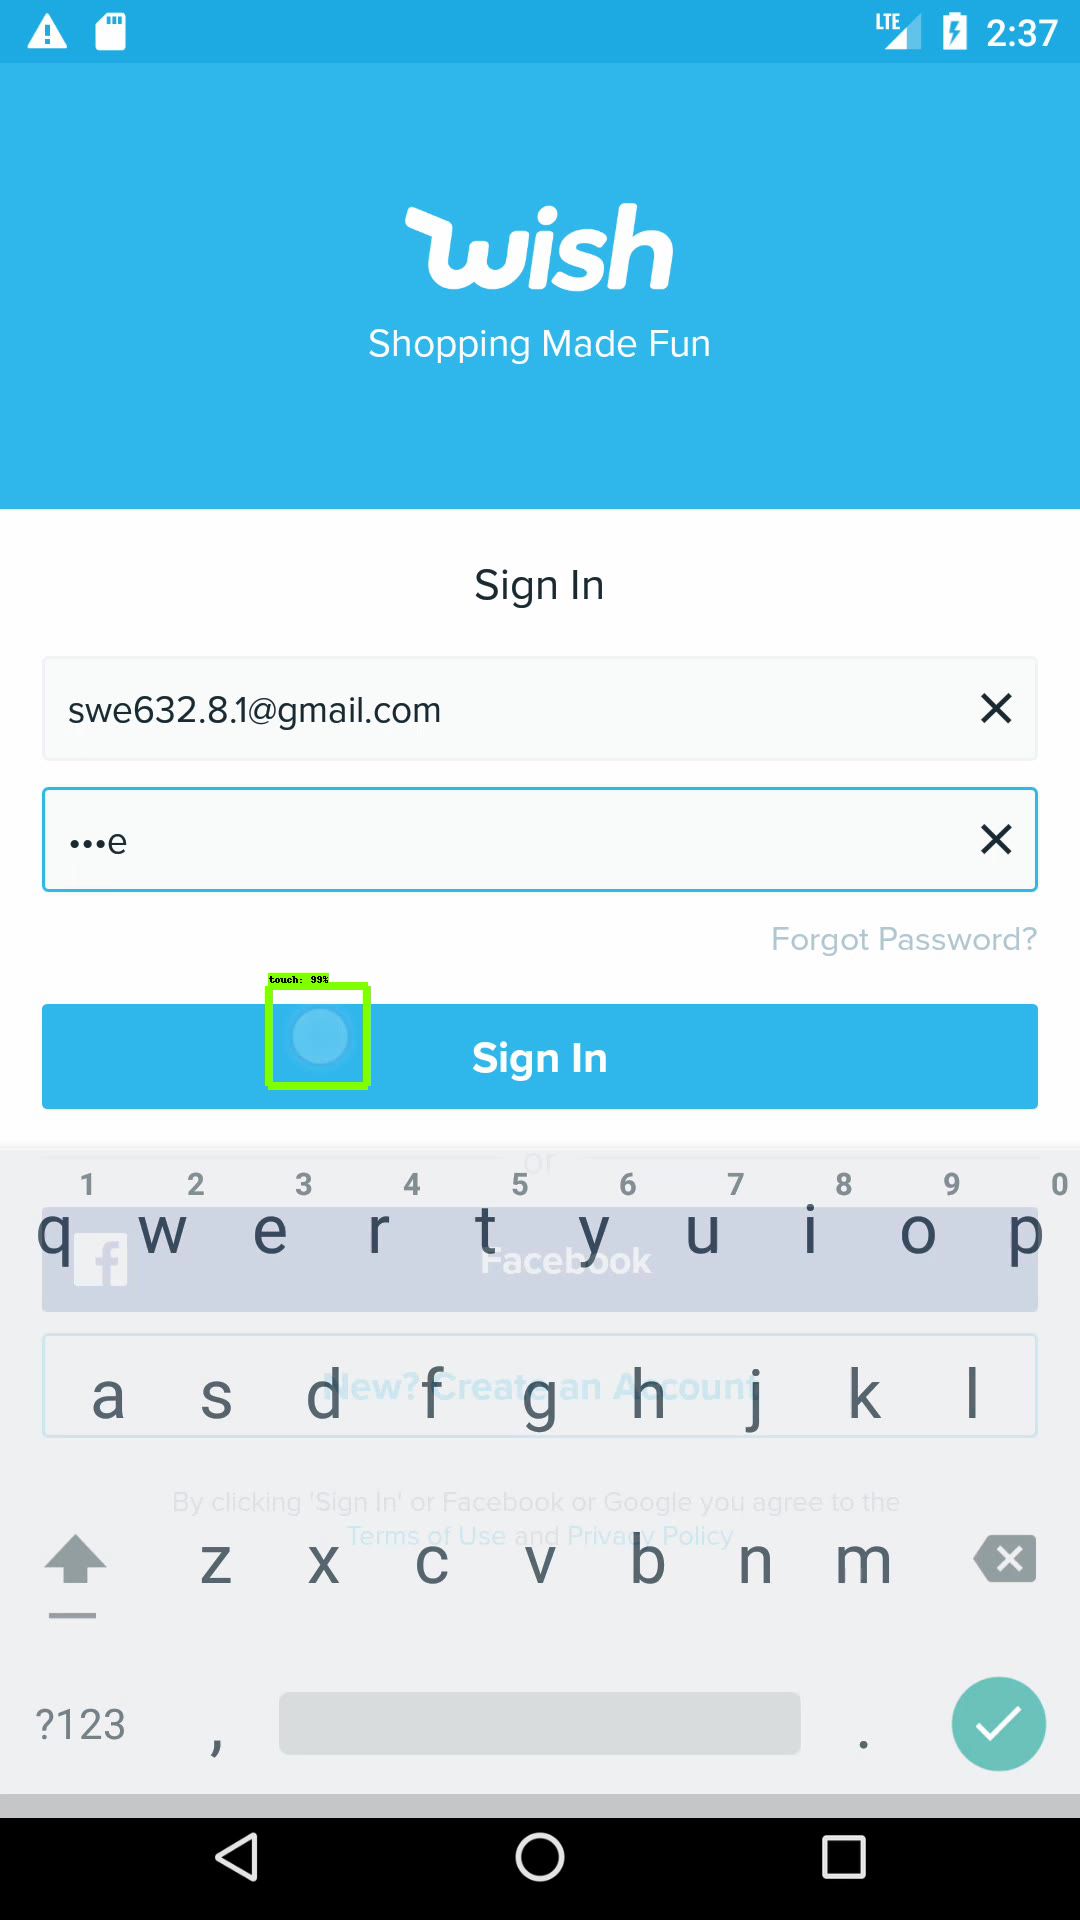 LTE 2:37
wish
Shopping Made Fun
Sign In
swe632.8.1@gmail.com
•••e
Forgot Password?
touch: 99%
Sign In
or
1 2 3 4 5 6 7 8 9 0
q w e r t y u i o p
Facebook
a s d f g h j k l
New? Create an Account
By clicking 'Sign In' or Facebook or Google you agree to the
Terms of Use and Privacy Policy
z x c v b n m
?123 , .